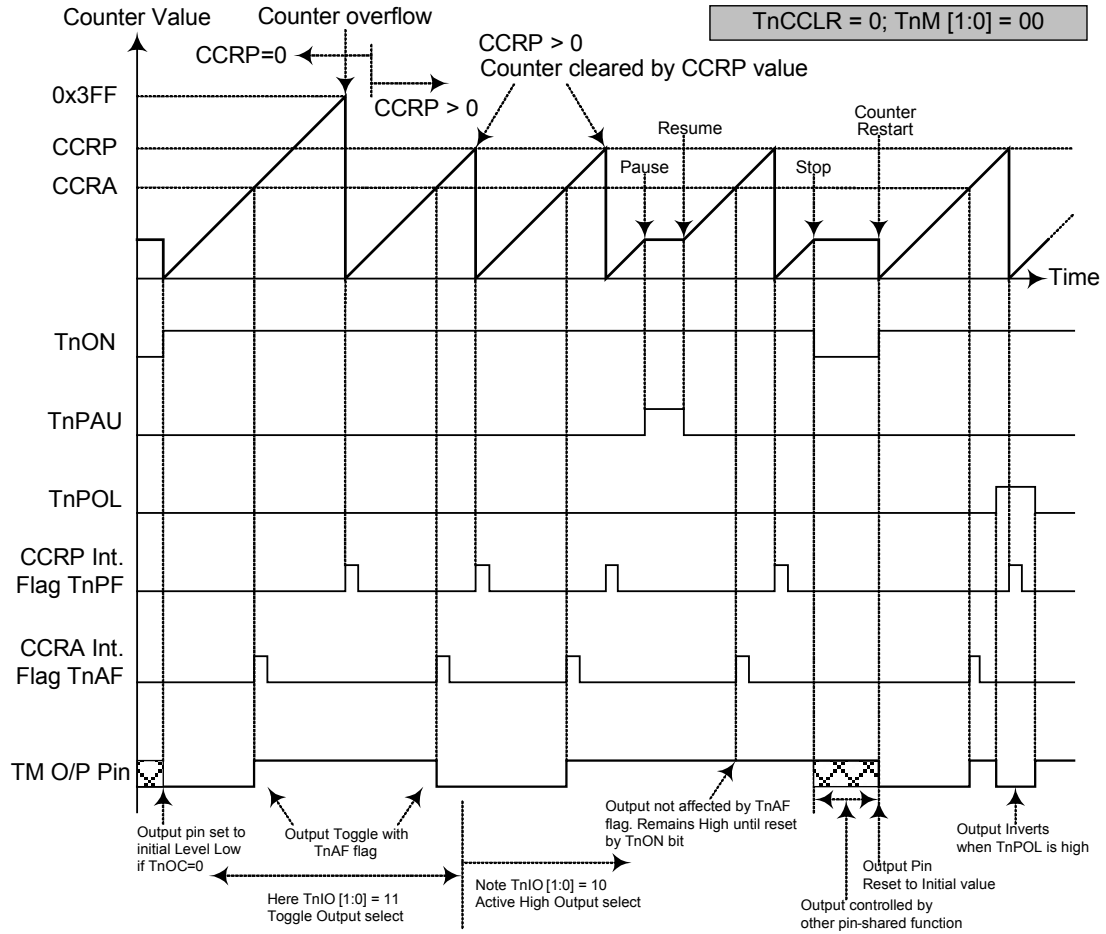 Counter Value
Counter overflow
TnCCLR = 0; TnM [1:0] = 00
CCRP=0
CCRP > 0
CCRP > 0
Counter cleared by CCRP value
0x3FF
CCRP
CCRA
Pause
Resume
Stop
Counter
Restart
Time
TnON
TnPAU
TnPOL
CCRP Int.
Flag TnPF
CCRA Int.
Flag TnAF
TM O/P Pin
Output pin set to
initial Level Low
if TnOC=0
Output Toggle with
TnAF flag
Here TnIO [1:0] = 11
Toggle Output select
Note TnIO [1:0] = 10
Active High Output select
Output not affected by TnAF
flag. Remains High until reset
by TnON bit
Output controlled by
other pin-shared function
Output Pin
Reset to Initial value
Output Inverts
when TnPOL is high